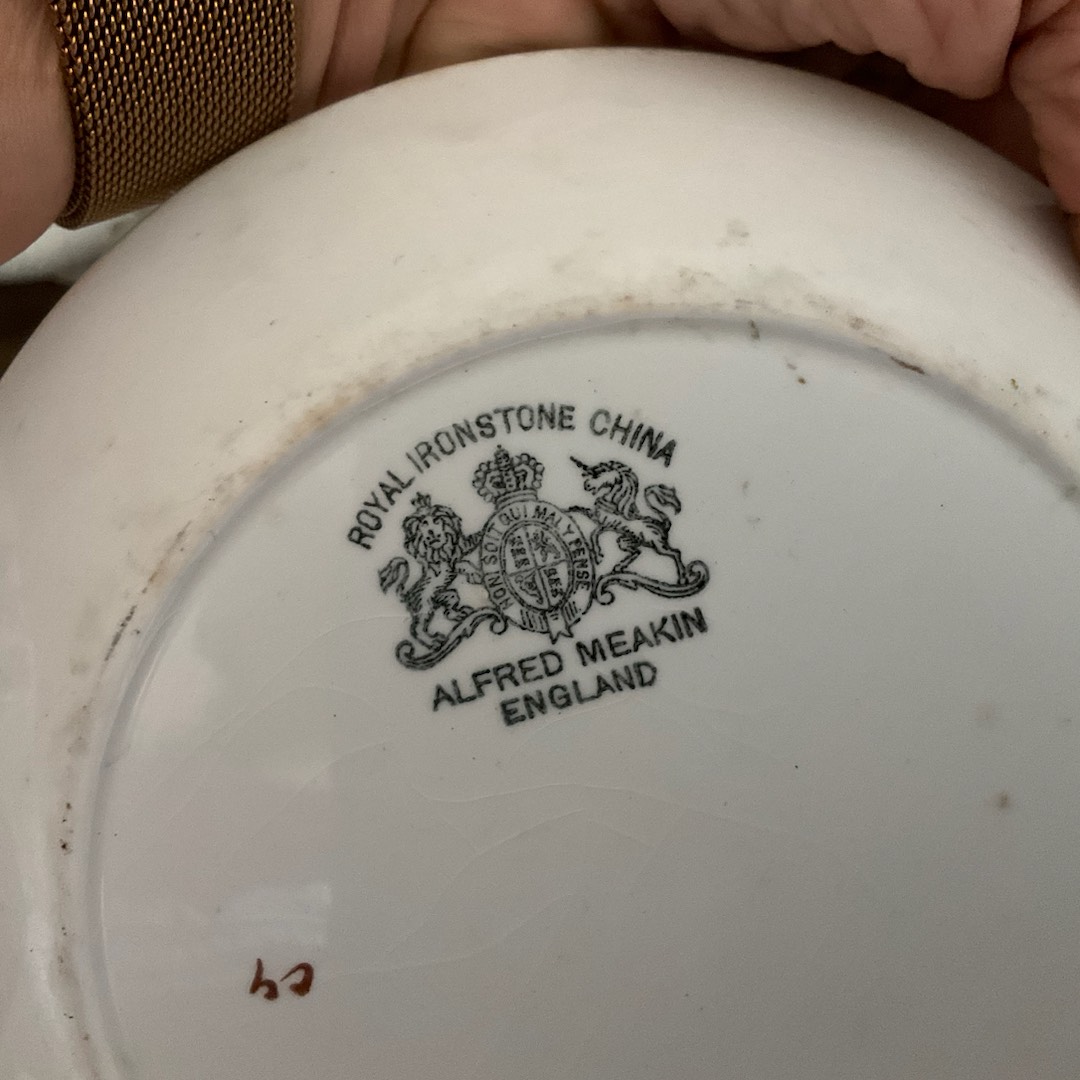 ROYAL IRONSTONE CHINA
HONI SOIT QUI MAL Y PENSE
ALFRED MEAKIN
ENGLAND